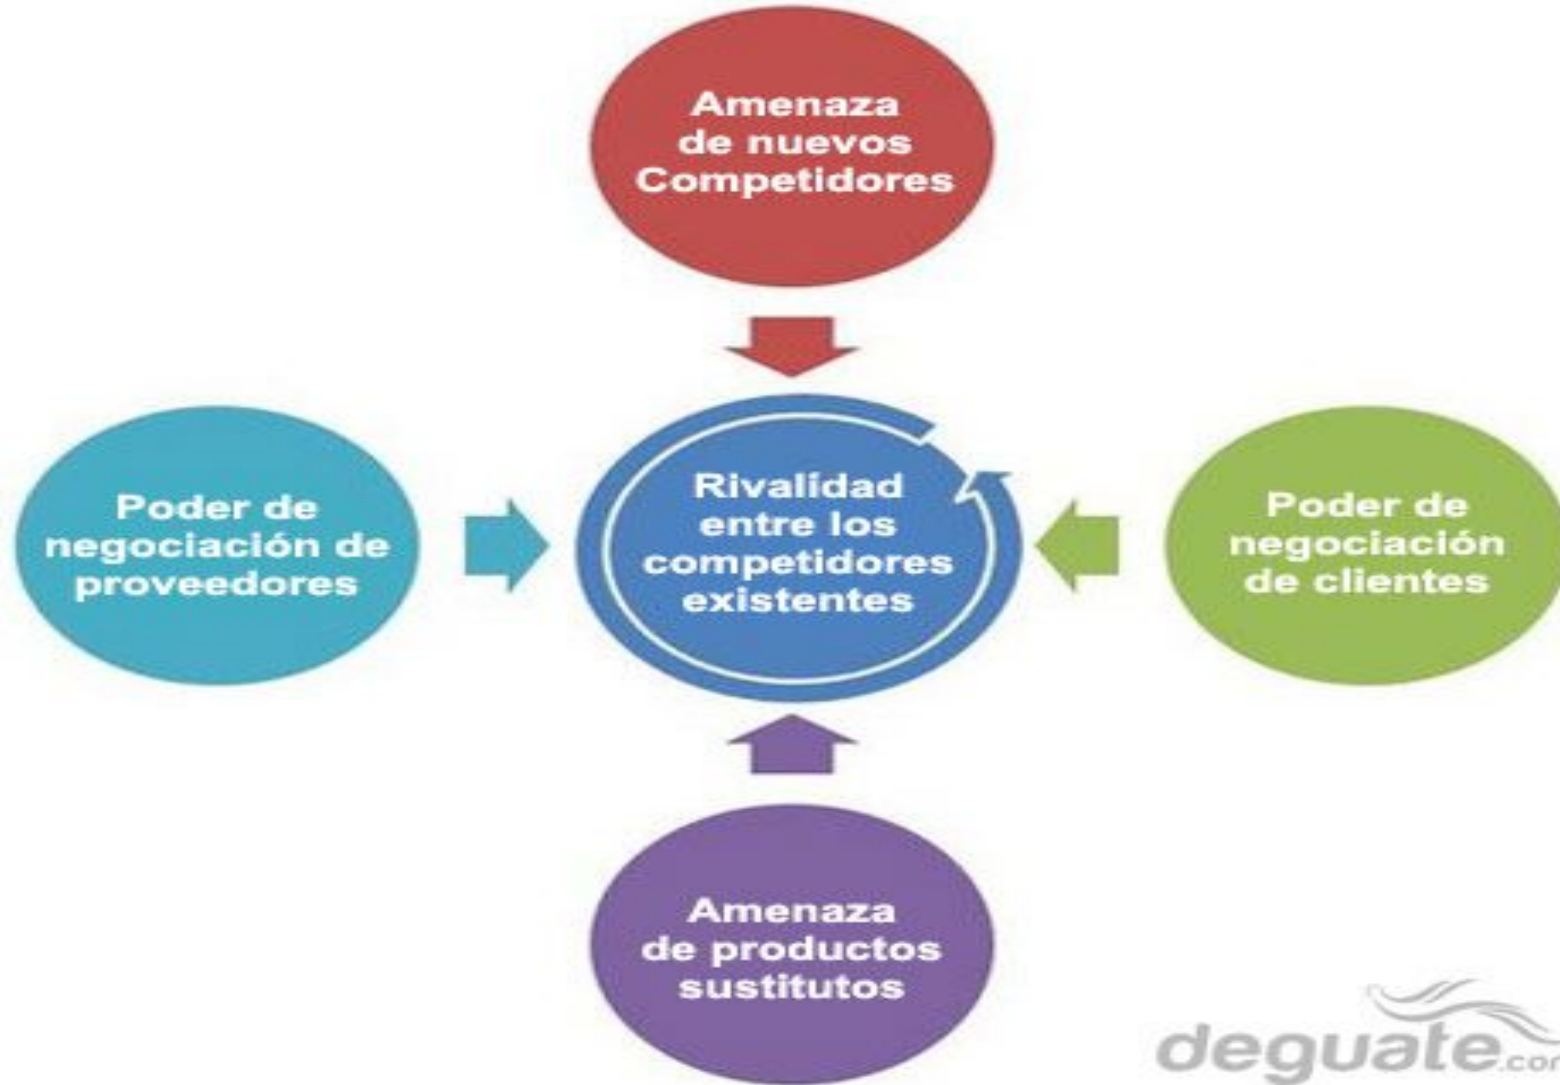 Amenaza
de nuevos
Competidores
Poder de
negociación de
proveedores
Rivalidad
entre los
competidores
existentes
Poder de
negociación
de clientes
Amenaza
de productos
sustitutos
deguate.com